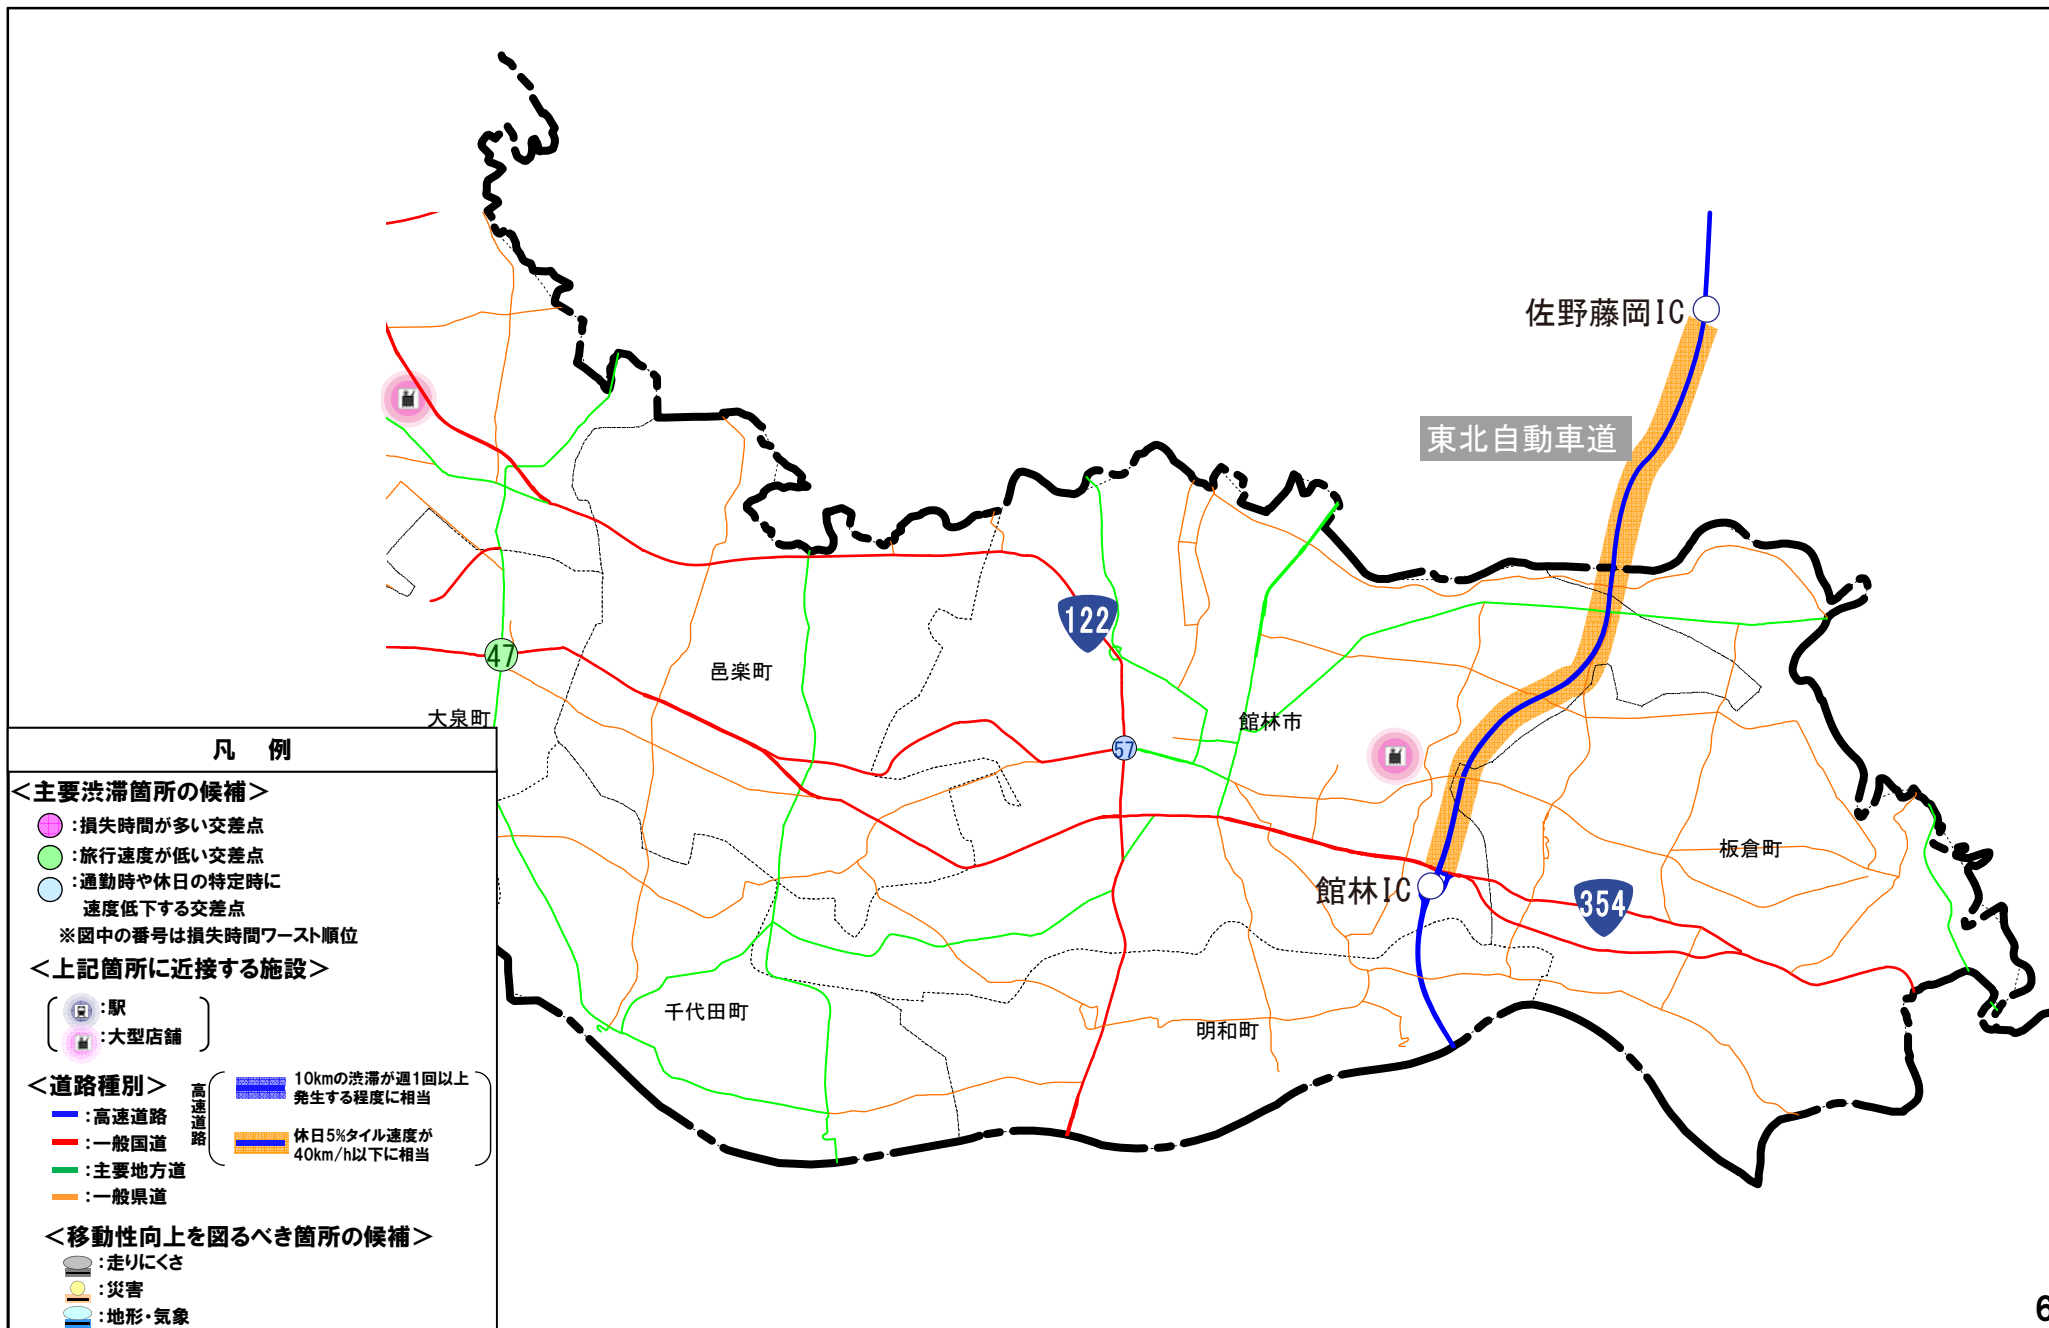 佐野藤岡IC
東北自動車道
122
47
邑楽町
大泉町
館林市
57
板倉町
館林IC
354
千代田町
明和町
凡 例
＜主要渋滞箇所の候補＞
：損失時間が多い交差点
：旅行速度が低い交差点
：通勤時や休日の特定時に
速度低下する交差点
※図中の番号は損失時間ワースト順位
＜上記箇所に近接する施設＞
：駅
：大型店舗
＜道路種別＞
：高速道路
：一般国道
：主要地方道
：一般県道
高速道路
10kmの渋滞が週1回以上
発生する程度に相当
休日5%タイル速度が
40km/h以下に相当
＜移動性向上を図るべき箇所の候補＞
：走りにくさ
：災害
：地形・気象
6